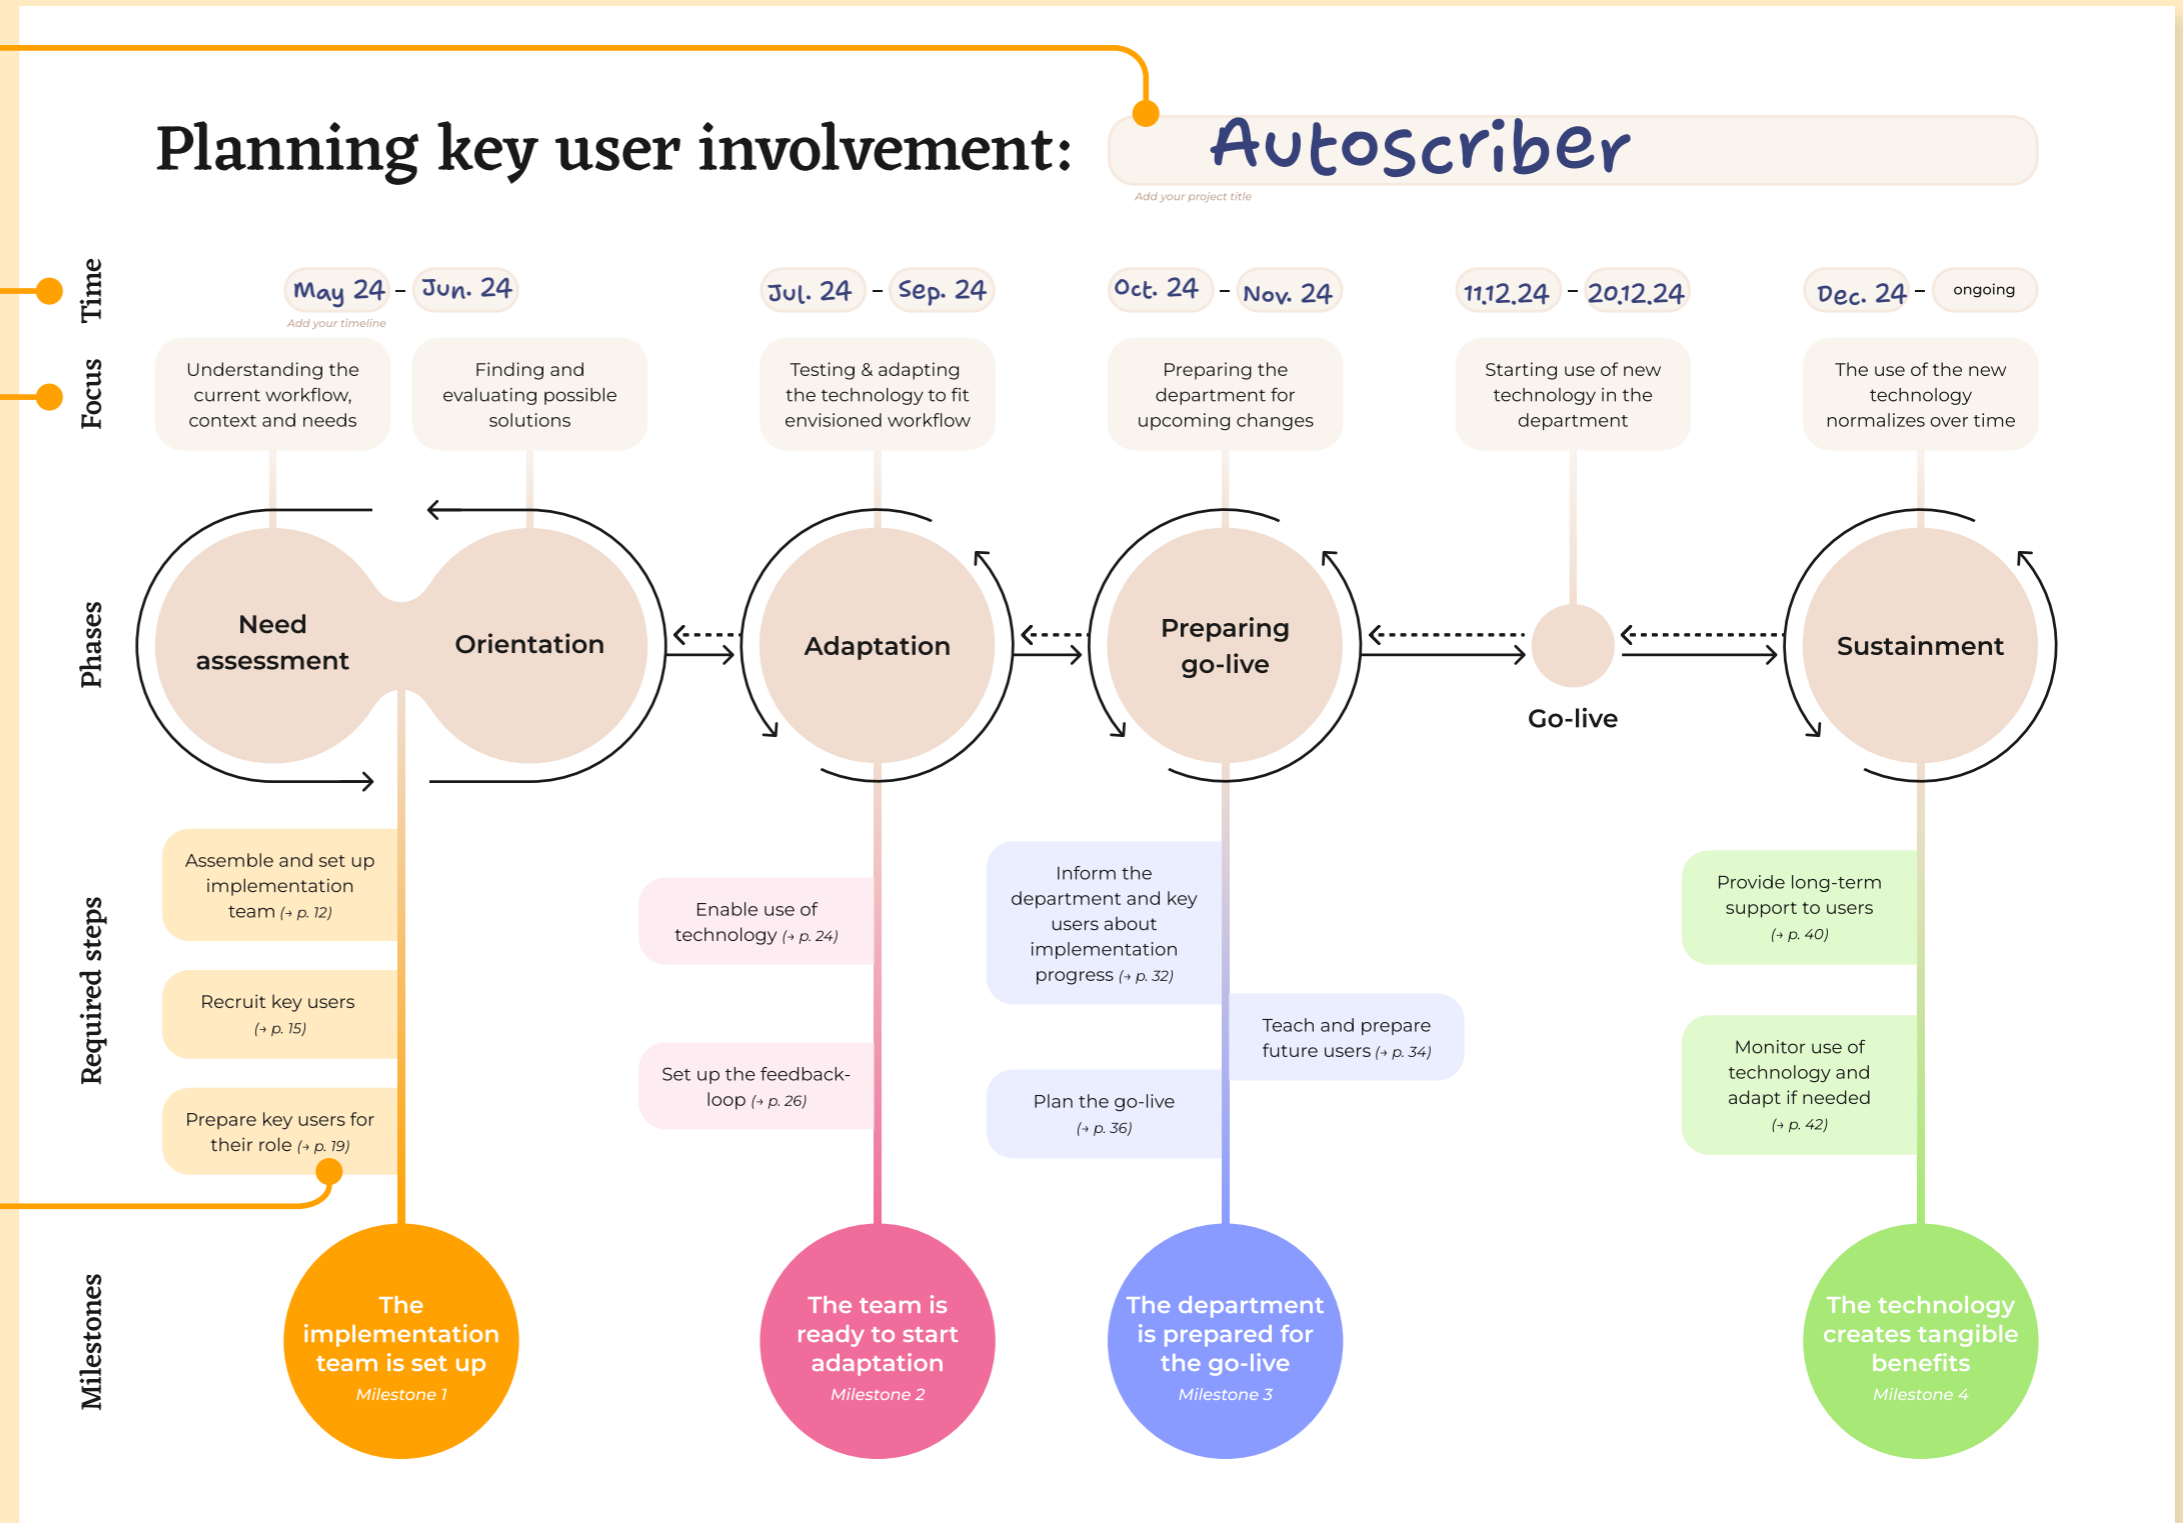 Planning key user involvement: Autoscriber
Add your project title
Time
May 24 – Jun. 24
Jul. 24 – Sep. 24
Oct. 24 – Nov. 24
11.12.24 – 20.12.24
Dec. 24 – ongoing
Add your timeline
Focus
Understanding the
current workflow,
context and needs
Finding and
evaluating possible
solutions
Testing & adapting
the technology to fit
envisioned workflow
Preparing the
department for
upcoming changes
Starting use of new
technology in the
department
The use of the new
technology
normalizes over time
Phases
Need
assessment
Orientation
Adaptation
Preparing
go-live
Go-live
Sustainment
Required steps
Assemble and set up
implementation
team (→ p. 12)
Recruit key users
(→ p. 15)
Prepare key users for
their role (→ p. 19)
Enable use of
technology (→ p. 24)
Set up the feedback-
loop (→ p. 26)
Inform the
department and key
users about
implementation
progress (→ p. 32)
Teach and prepare
future users (→ p. 34)
Plan the go-live
(→ p. 36)
Provide long-term
support to users
(→ p. 40)
Monitor use of
technology and
adapt if needed
(→ p. 42)
Milestones
The
implementation
team is set up
Milestone 1
The team is
ready to start
adaptation
Milestone 2
The department
is prepared for
the go-live
Milestone 3
The technology
creates tangible
benefits
Milestone 4